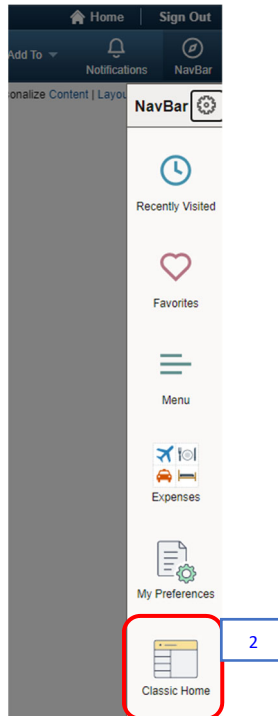 Home Sign Out
Add To
Notifications NavBar
Content | Layou
NavBar
Recently Visited
Favorites
Menu
Expenses
My Preferences
Classic Home
2